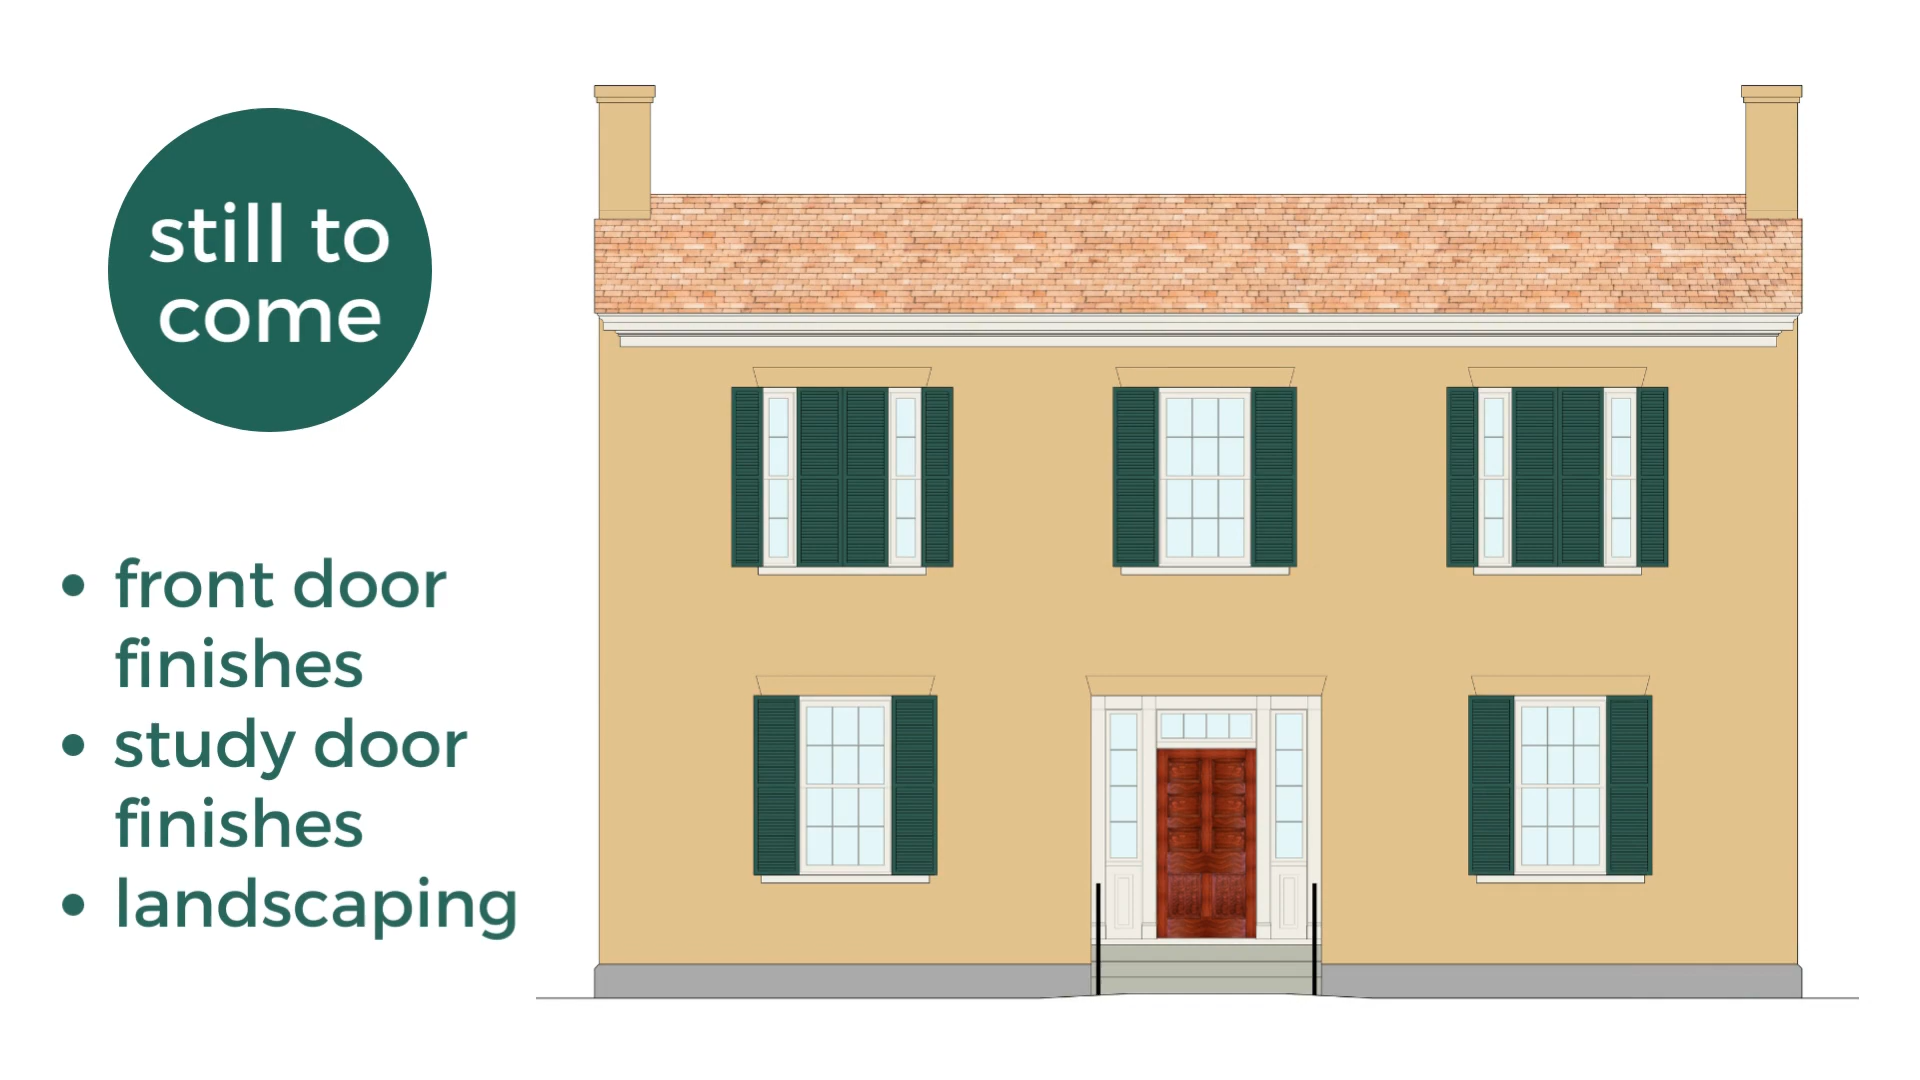 still to
come
• front door
finishes
• study door
finishes
• landscaping